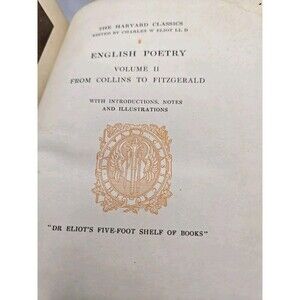 THE HARVARD CLASSICS
EDITED BY CHARLES W ELIOT LL D
ENGLISH POETRY
VOLUME II
FROM COLLINS TO FITZGERALD
WITH INTRODUCTIONS, NOTES
AND ILLUSTRATIONS
"DR ELIOT'S FIVE-FOOT SHELF OF BOOKS"